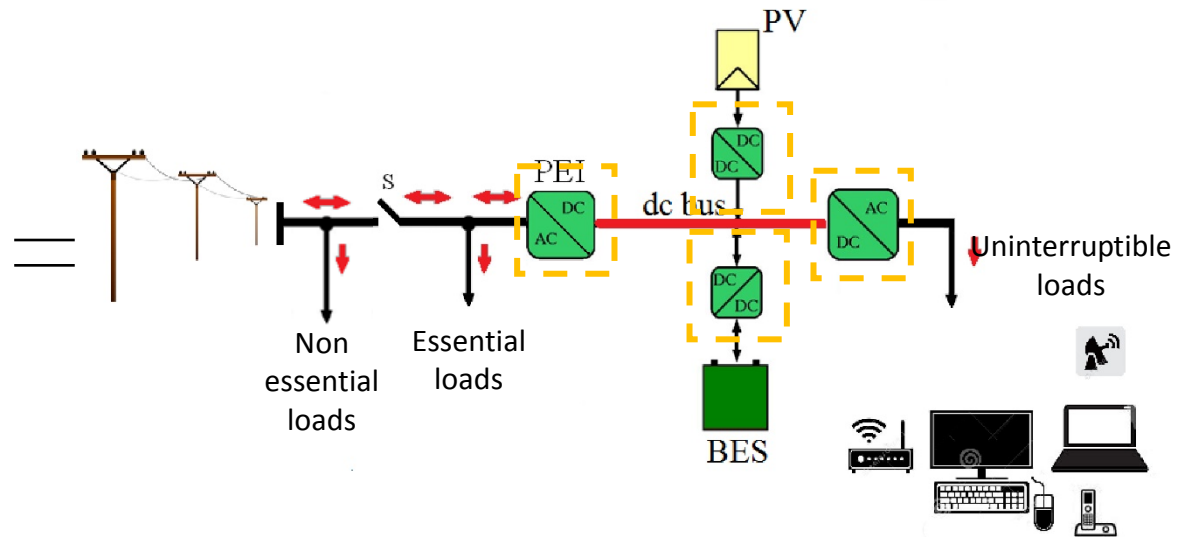 PV
DC
DC
PEI
S
DC
AC
dc bus
AC
DC
Uninterruptible
loads
DC
DC
Non
essential
loads
Essential
loads
BES